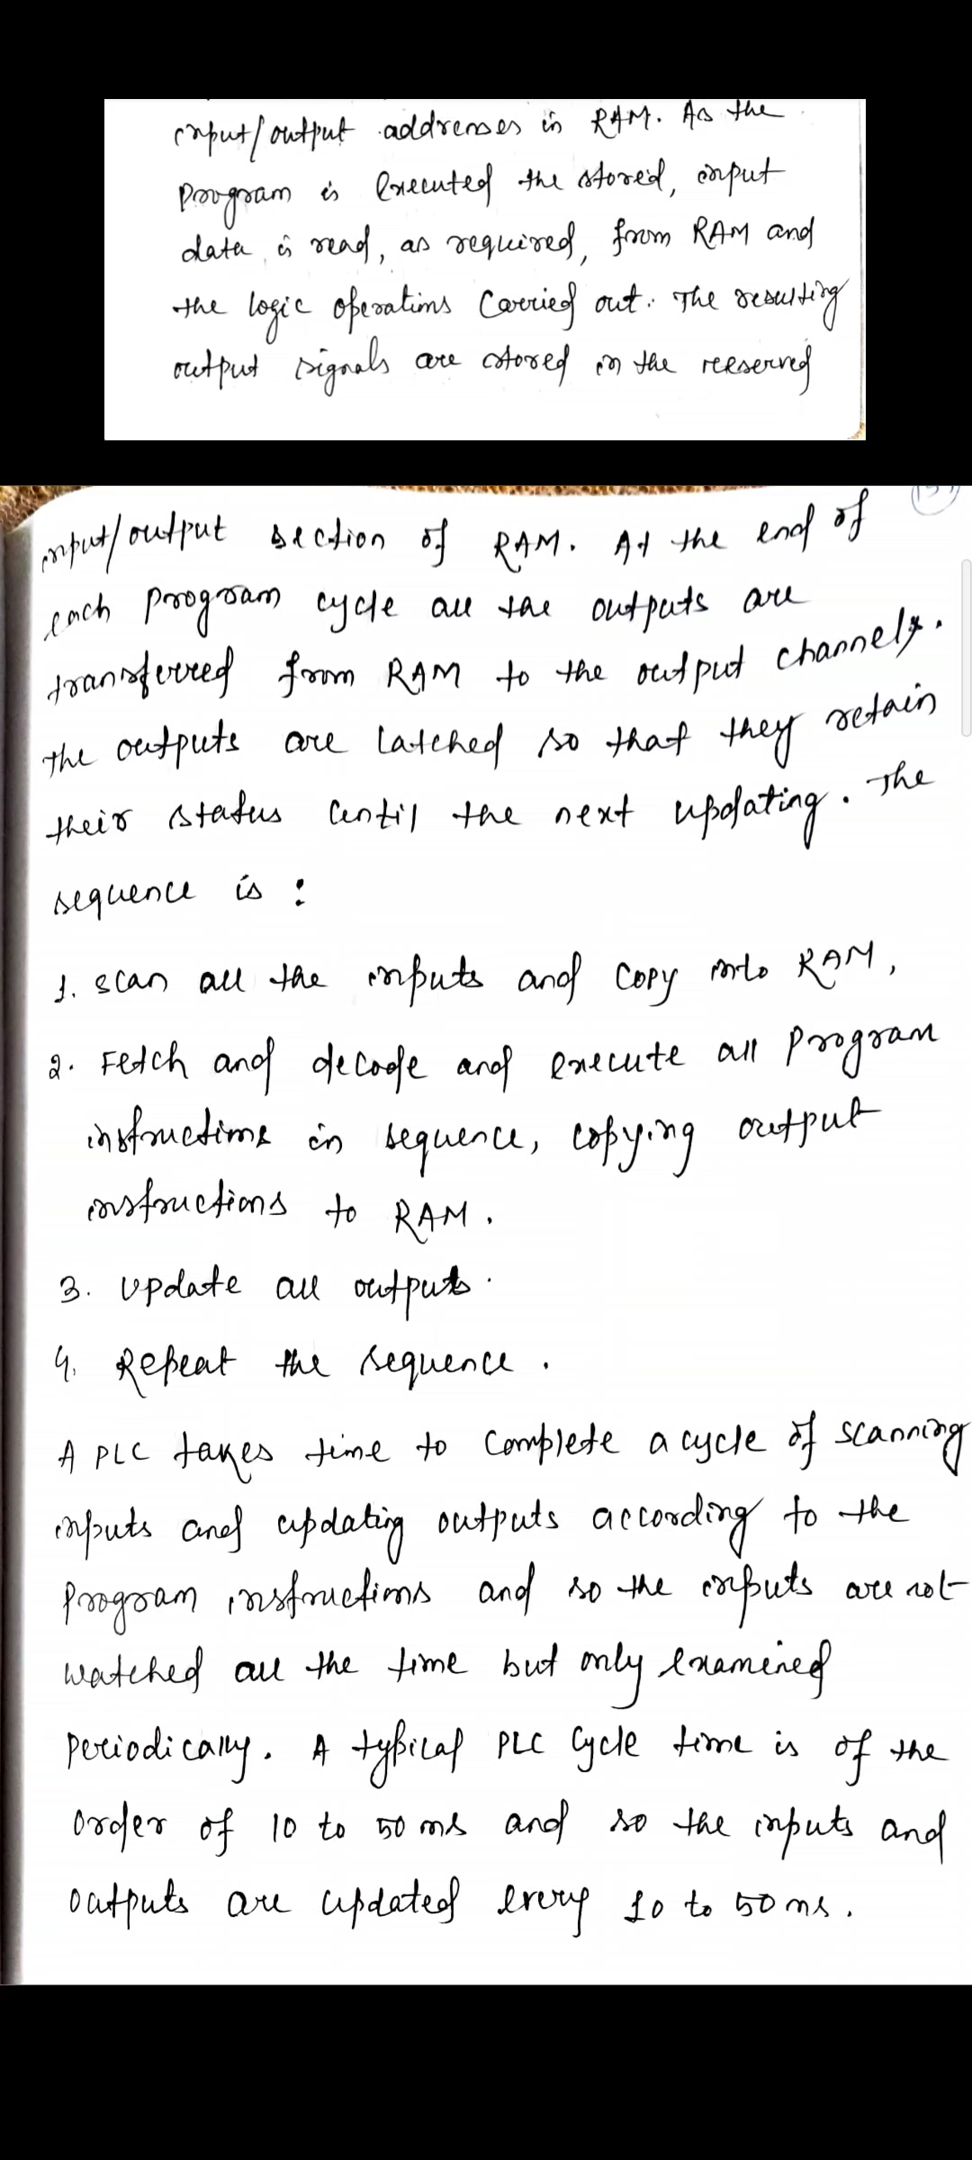 input/output addresses in RAM. As the
program is executed the stored, input
data is read, as required, from RAM and
the logic operations carried out. The resulting
output signals are stored in the reeserved
input/output section of RAM. At the end of
each program cycle all the outputs are
transferred from RAM to the output channels.
The outputs are latched so that they retain
their status until the next updating. The
sequence is :
1. scan all the inputs and copy into RAM,
2. Fetch and decode and execute all program
instructions in sequence, copying output
instructions to RAM.
3. Update all outputs.
4. Repeat the sequence.
A PLC takes time to complete a cycle of scanning
inputs and updating outputs according to the
program instructions and so the inputs are not
watched all the time but only examined
periodically. A typical PLC cycle time is of the
order of 10 to 50 ms and so the inputs and
outputs are updated every 10 to 50 ms.